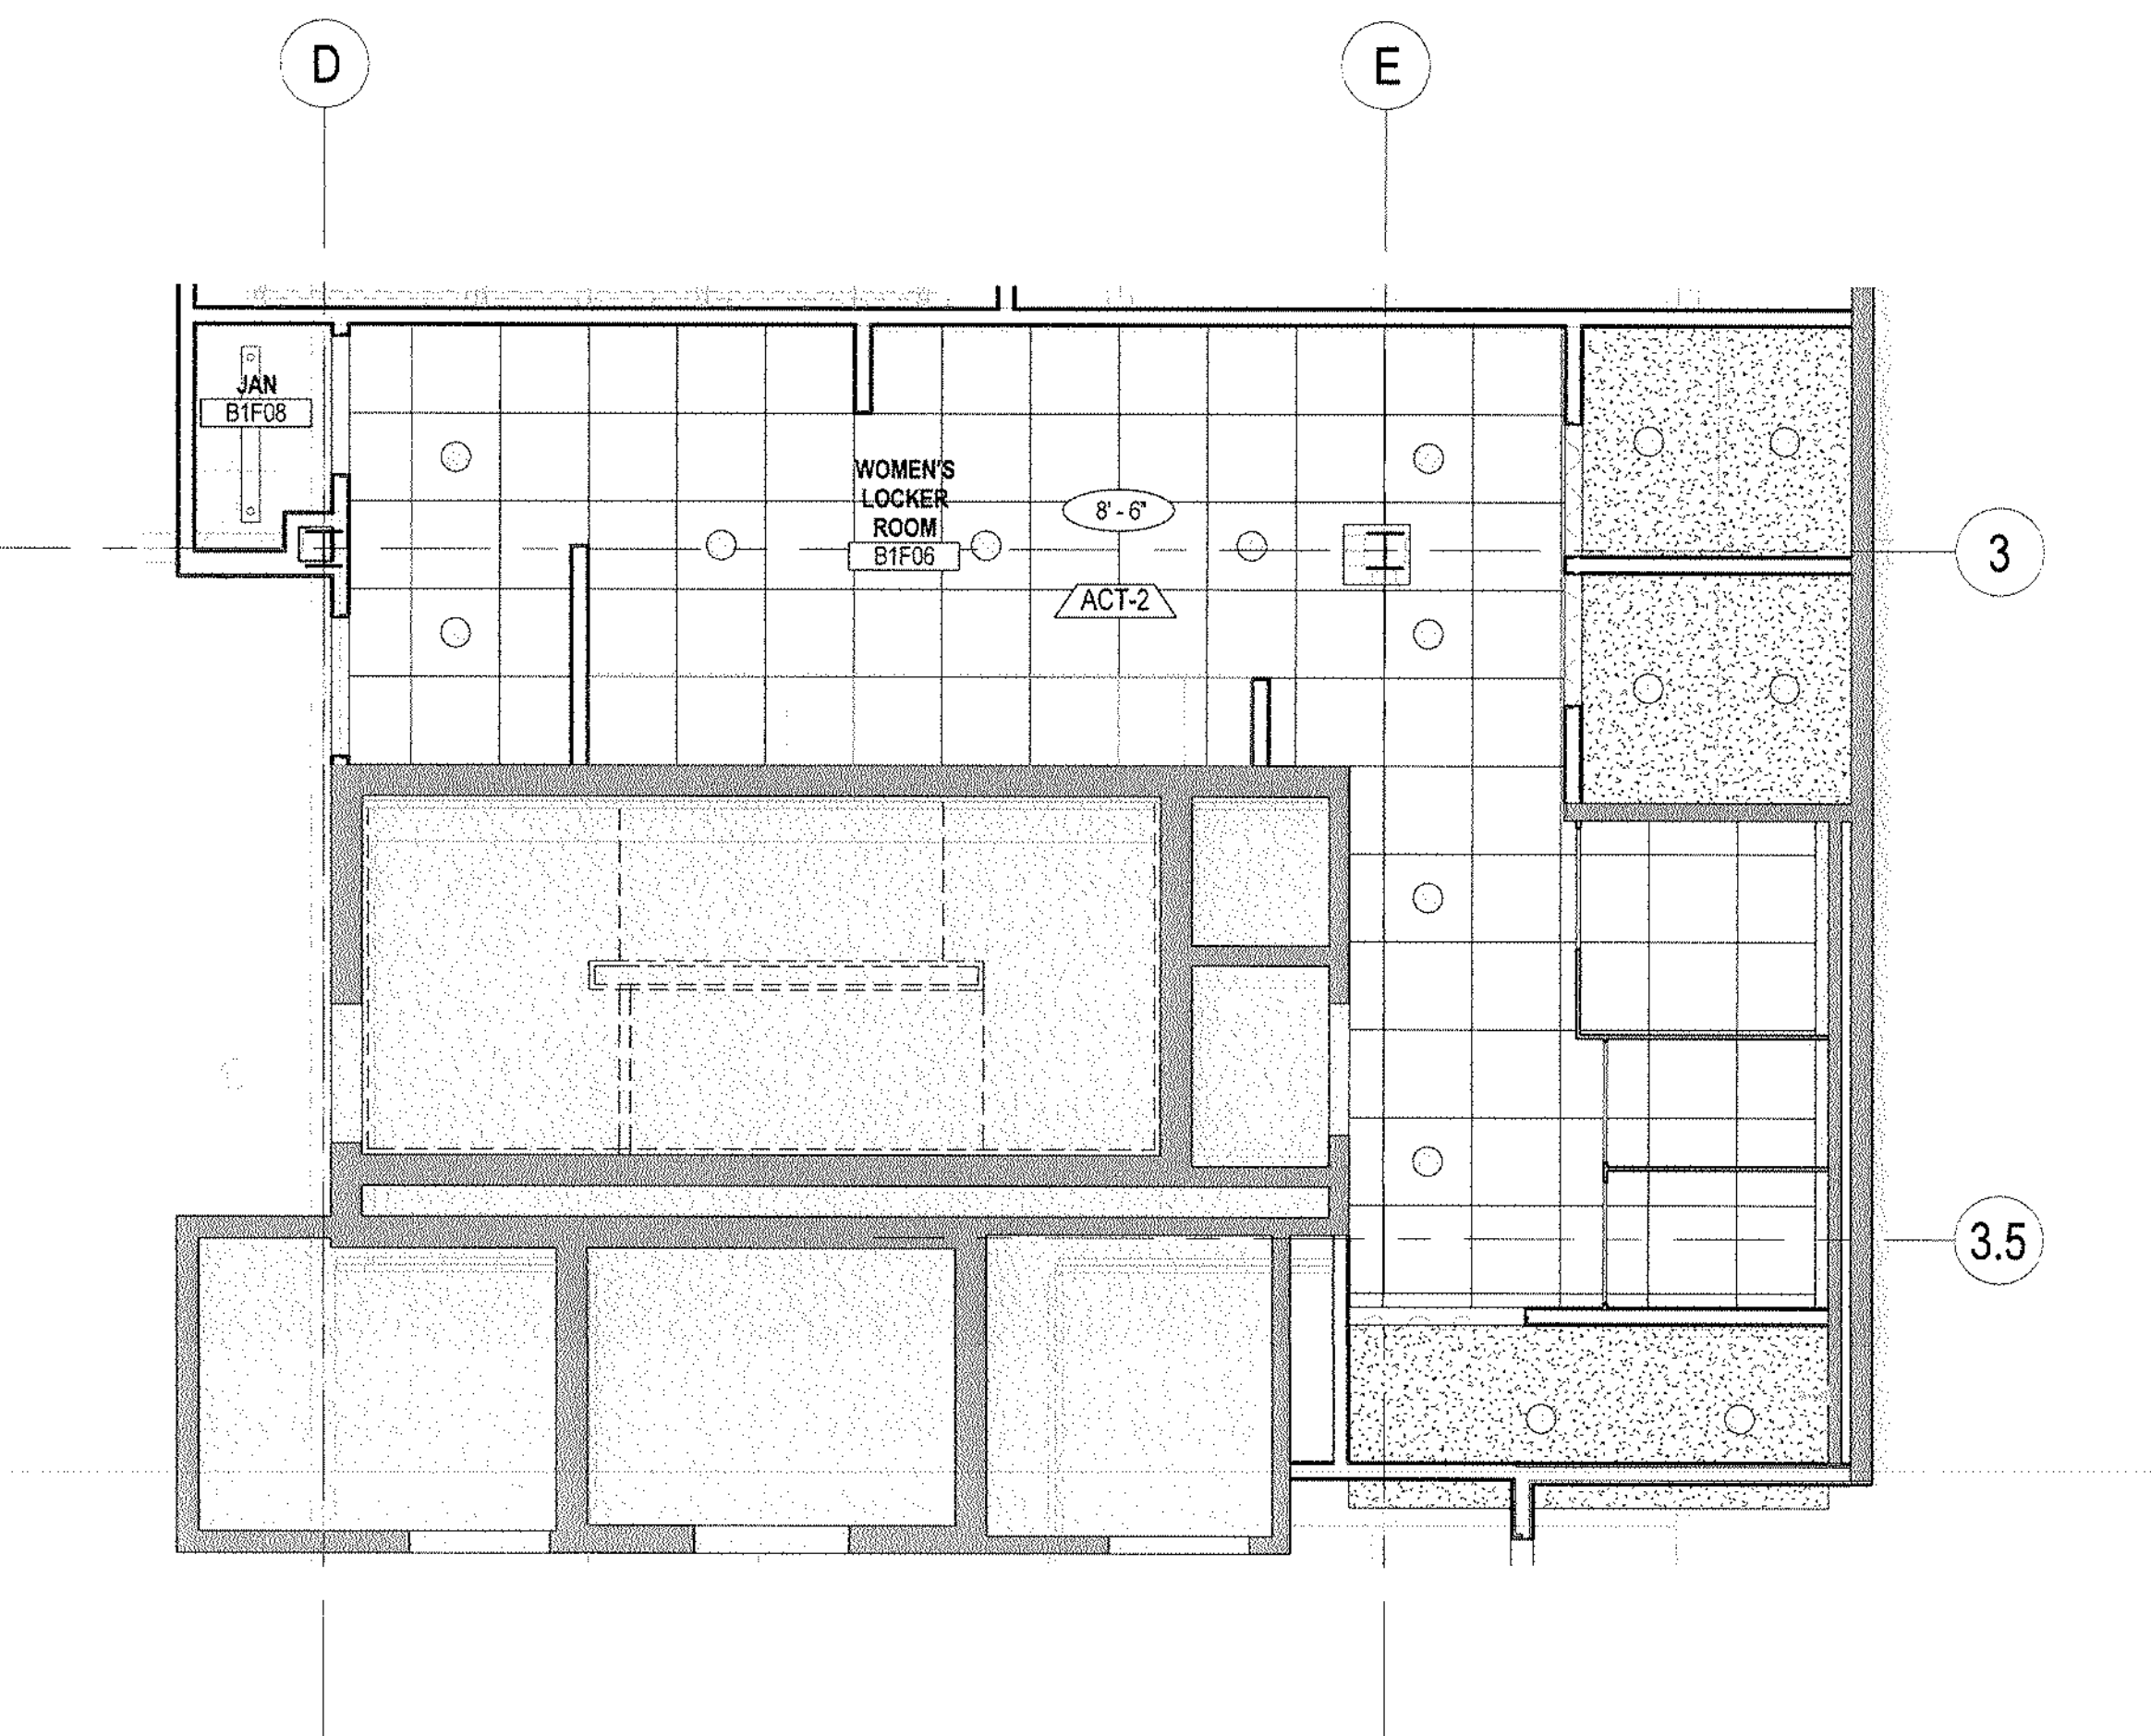 D
E
JAN
B1F08
WOMEN'S
LOCKER
ROOM
B1F06
8' - 6"
ACT-2
3
3.5